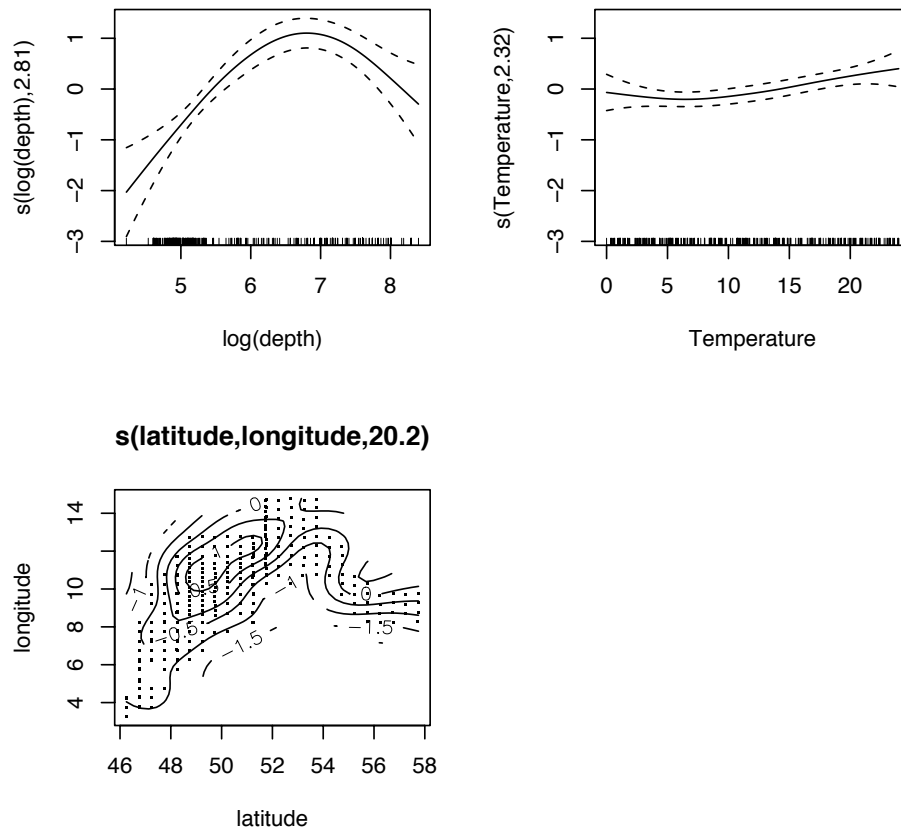 s(log(depth),2.81)
1
0
−1
−2
−3
5 6 7 8
log(depth)
s(Temperature,2.32)
1
0
−1
−2
−3
0 5 10 15 20
Temperature
s(latitude,longitude,20.2)
longitude
14
12
10
8
6
4
0
1
0.5
−1
−1
−0.5
−1.5
0
−1.5
46 48 50 52 54 56 58
latitude